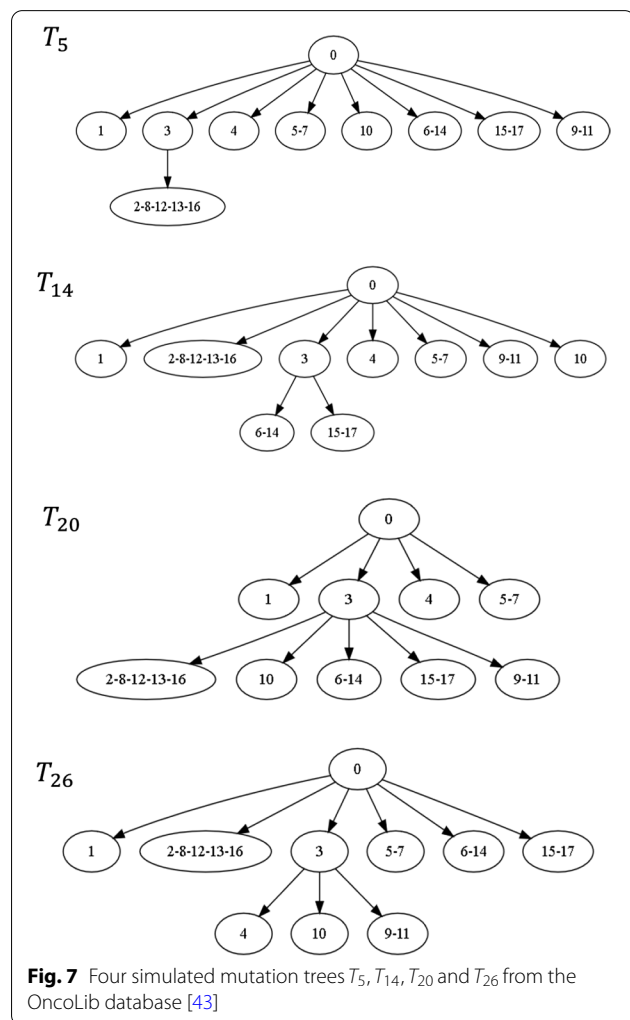 T5
0
1 3 4 5-7 10 6-14 15-17 9-11
2-8-12-13-16
T14
0
1 2-8-12-13-16 3 4 5-7 9-11 10
6-14 15-17
T20
0
1 3 4 5-7
2-8-12-13-16 10 6-14 15-17 9-11
T26
0
1 2-8-12-13-16 3 5-7 6-14 15-17
4 10 9-11
Fig. 7 Four simulated mutation trees T5, T14, T20 and T26 from the
OncoLib database [43]